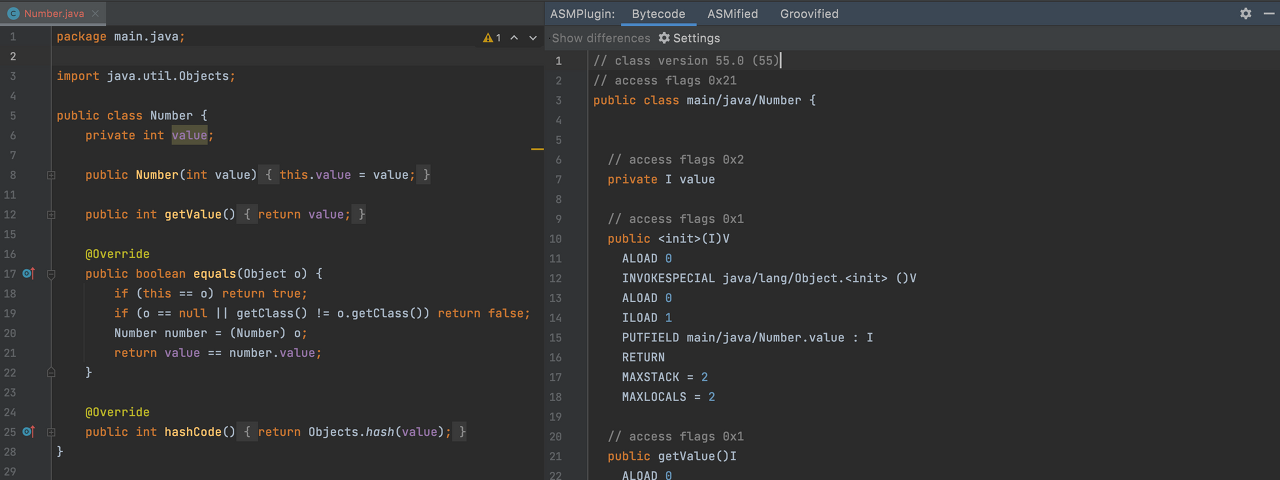 Number.java
1 package main.java;
1
2
3 import java.util.Objects;
4
5 public class Number {
6 private int value;
7
8 public Number(int value) { this.value = value; }
11
12 public int getValue() { return value; }
15
16 @Override
17 public boolean equals(Object o) {
18 if (this == o) return true;
19 if (o == null || getClass() != o.getClass()) return false;
20 Number number = (Number) o;
21 return value == number.value;
22 }
23
24 @Override
25 public int hashCode() { return Objects.hash(value); }
28 }
29
ASMPlugin: Bytecode ASMified Groovified
Show differences Settings
1 // class version 55.0 (55)
2 // access flags 0x21
3 public class main/java/Number {
4
5
6 // access flags 0x2
7 private I value
8
9 // access flags 0x1
10 public <init>(I)V
11 ALOAD 0
12 INVOKESPECIAL java/lang/Object.<init> ()V
13 ALOAD 0
14 ILOAD 1
15 PUTFIELD main/java/Number.value : I
16 RETURN
17 MAXSTACK = 2
18 MAXLOCALS = 2
19
20 // access flags 0x1
21 public getValue()I
22 ALOAD 0